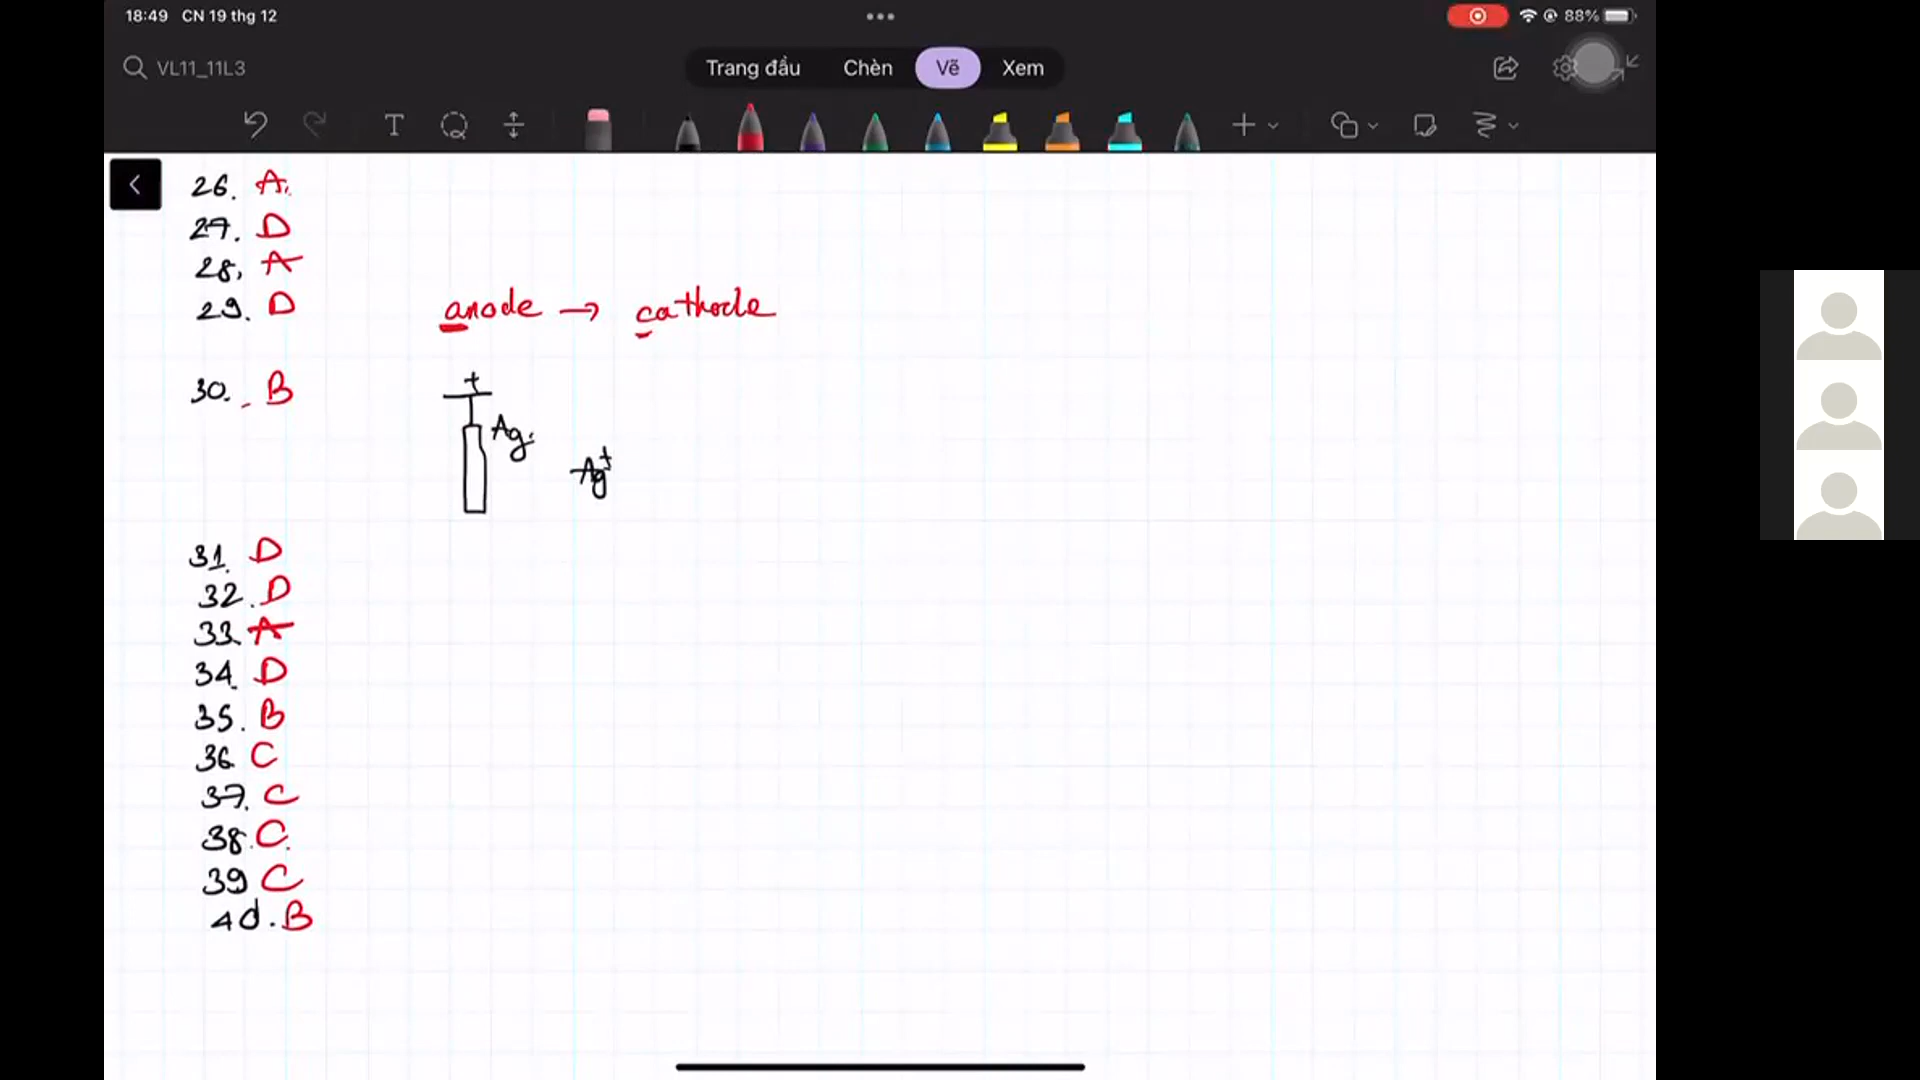 18:49 CN 19 thg 12
88%
VL11_11L3
Trang đầu Chèn Vẽ Xem
T
26. A.
27. D
28. A
29. D anode → cathode
30. B
+
Ag
Ag+
31. D
32. D
33. A
34. D
35. B
36. C
37. C
38. C.
39 C
40. B